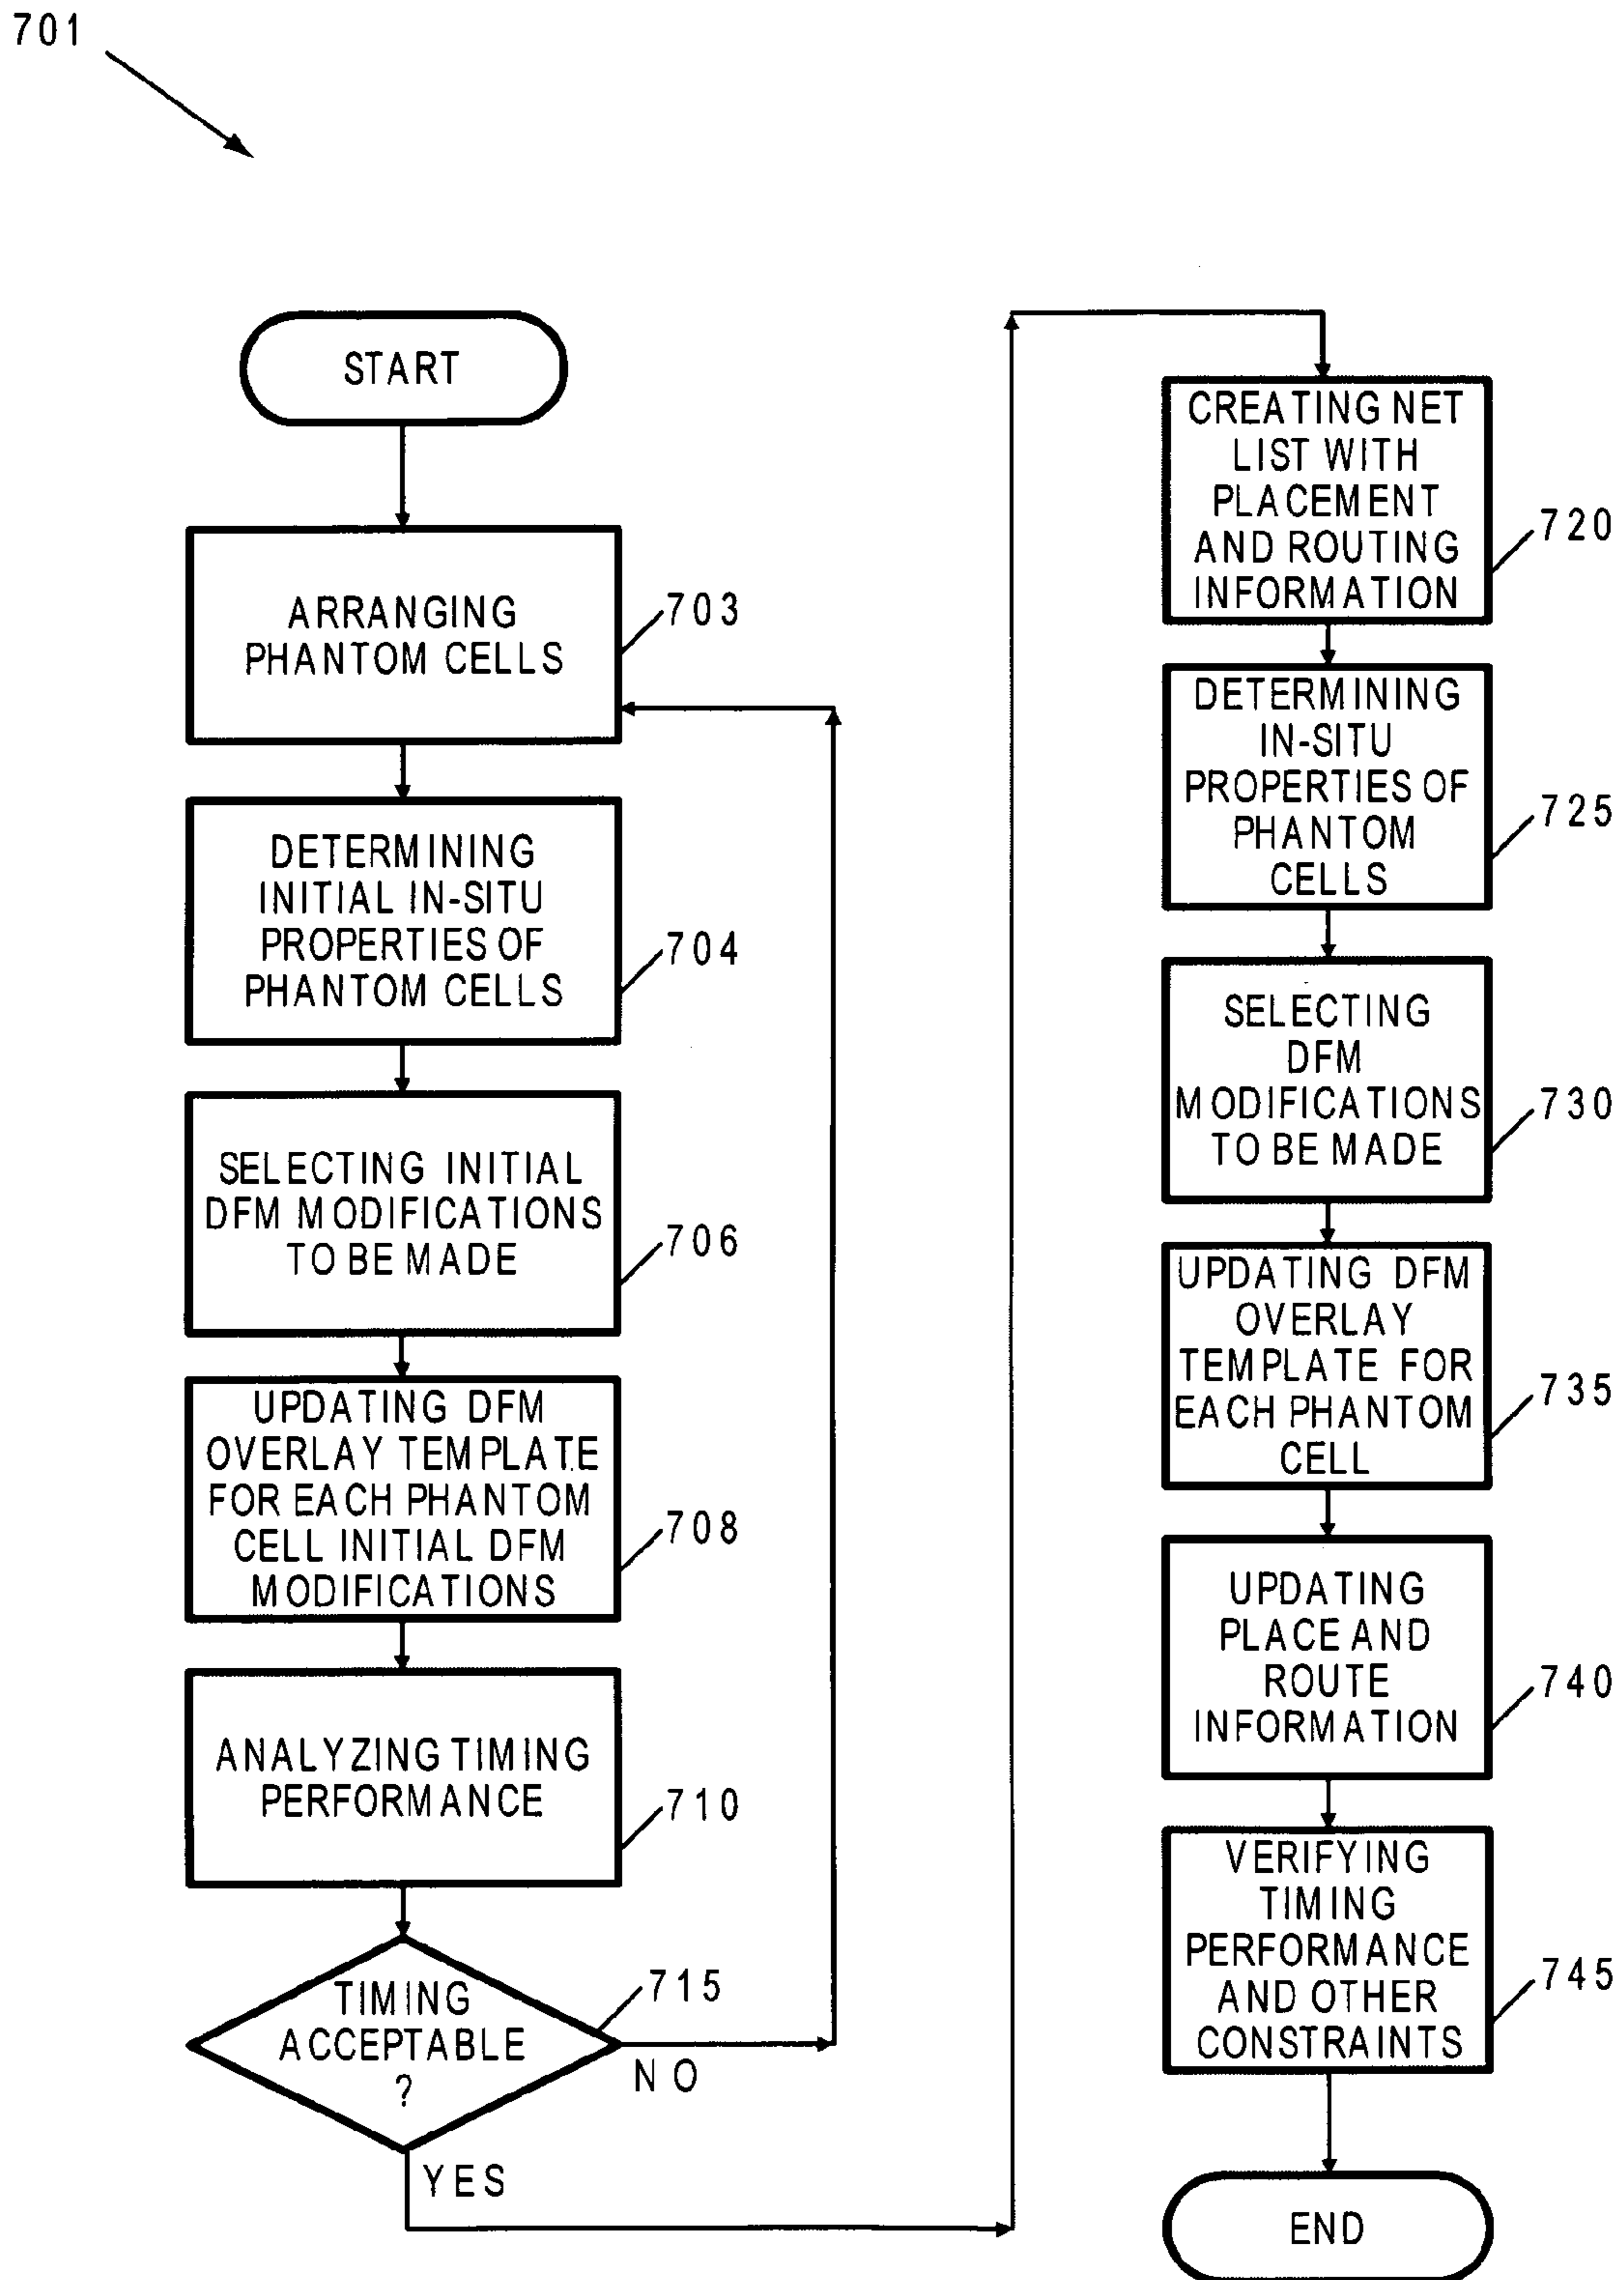 701
START
ARRANGING
PHANTOM CELLS
703
DETERMINING
INITIAL IN-SITU
PROPERTIES OF
PHANTOM CELLS
704
SELECTING INITIAL
DFM MODIFICATIONS
TO BE MADE
706
UPDATING DFM
OVERLAY TEMPLATE
FOR EACH PHANTOM
CELL INITIAL DFM
MODIFICATIONS
708
ANALYZING TIMING
PERFORMANCE
710
TIMING
ACCEPTABLE
?
715
NO
YES
CREATING NET
LIST WITH
PLACEMENT
AND ROUTING
INFORMATION
720
DETERMINING
IN-SITU
PROPERTIES OF
PHANTOM
CELLS
725
SELECTING
DFM
MODIFICATIONS
TO BE MADE
730
UPDATING DFM
OVERLAY
TEMPLATE FOR
EACH PHANTOM
CELL
735
UPDATING
PLACE AND
ROUTE
INFORMATION
740
VERIFYING
TIMING
PERFORMANCE
AND OTHER
CONSTRAINTS
745
END